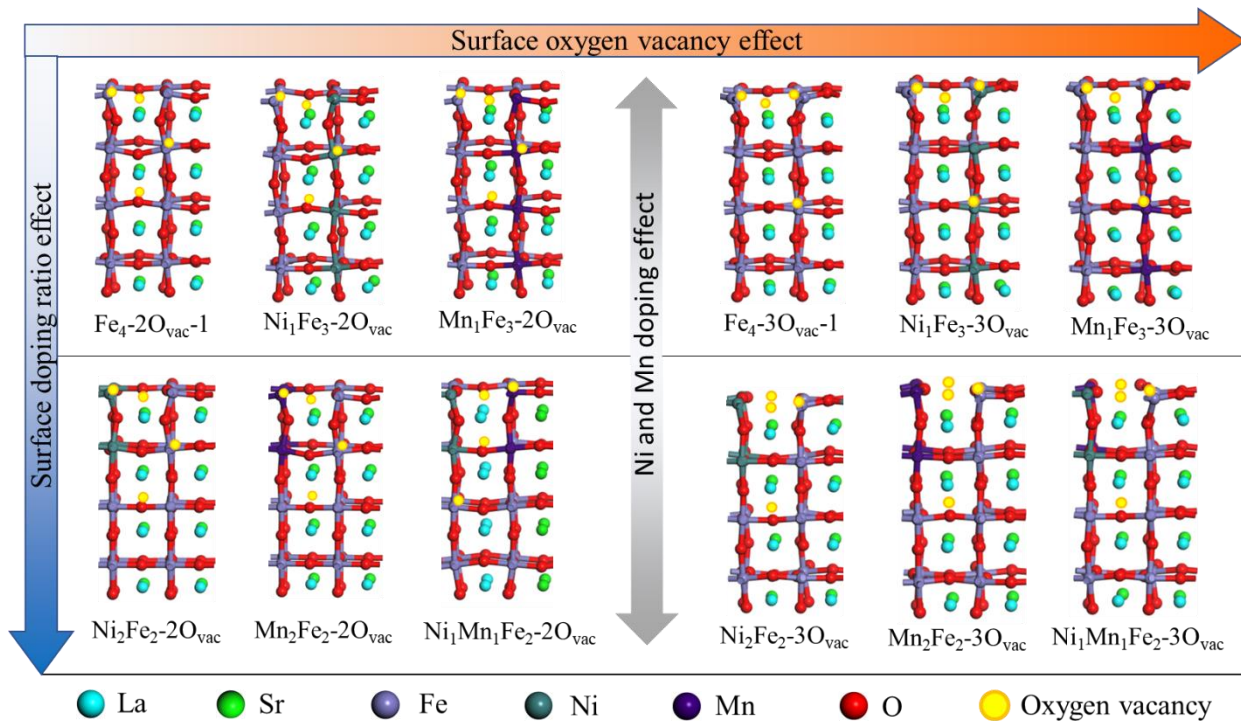 Surface oxygen vacancy effect
Surface doping ratio effect
Ni and Mn doping effect
Fe₄-2Oᵥₐc-1
Ni₁Fe₃-2Oᵥₐc
Mn₁Fe₃-2Oᵥₐc
Fe₄-3Oᵥₐc-1
Ni₁Fe₃-3Oᵥₐc
Mn₁Fe₃-3Oᵥₐc
Ni₂Fe₂-2Oᵥₐc
Mn₂Fe₂-2Oᵥₐc
Ni₁Mn₁Fe₂-2Oᵥₐc
Ni₂Fe₂-3Oᵥₐc
Mn₂Fe₂-3Oᵥₐc
Ni₁Mn₁Fe₂-3Oᵥₐc
La Sr Fe Ni Mn O Oxygen vacancy